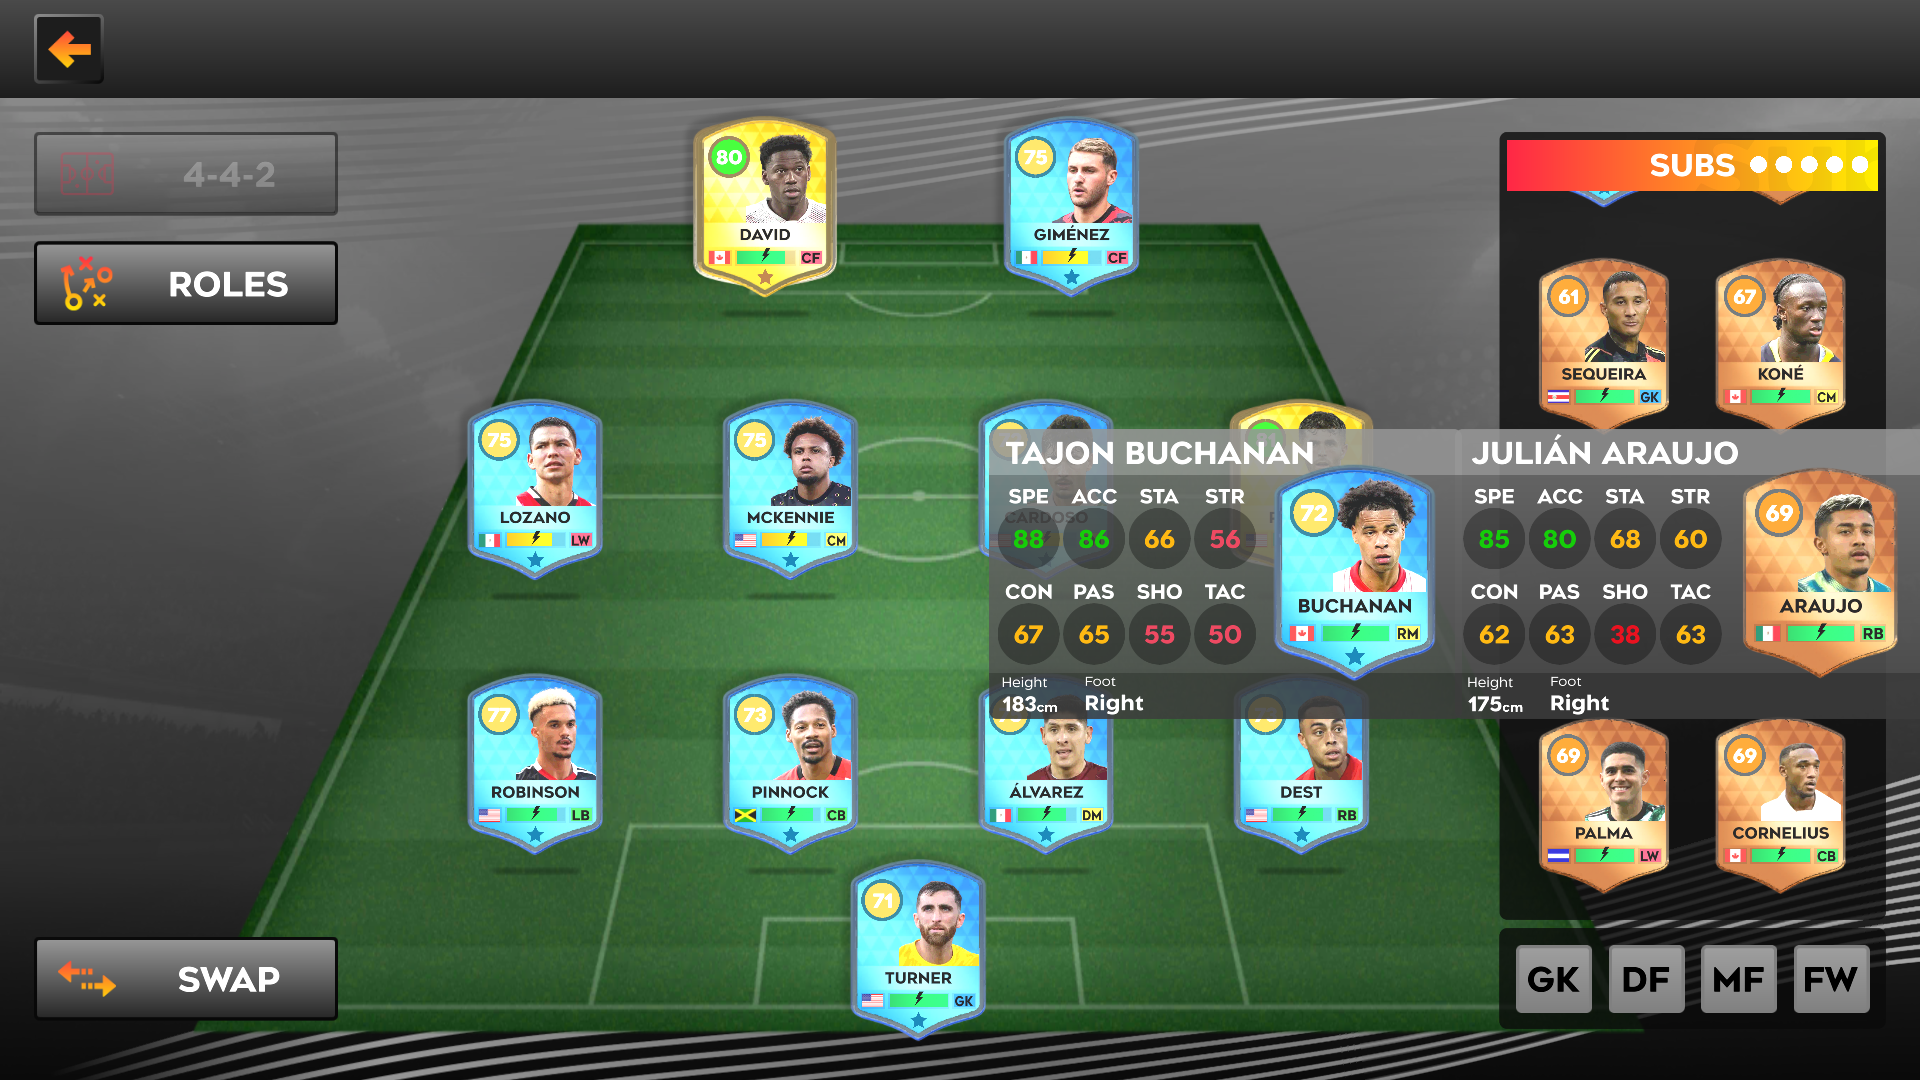 4-4-2
ROLES
SWAP
SUBS
80
DAVID
CF
75
GIMÉNEZ
CF
75
LOZANO
LW
75
MCKENNIE
CM
CARDOSO
77
ROBINSON
LB
73
PINNOCK
CB
ÁLVAREZ
DM
DEST
RB
71
TURNER
GK
61
SEQUEIRA
GK
67
KONÉ
CM
TAJON BUCHANAN
SPE ACC STA STR
88 86 66 56
CON PAS SHO TAC
67 65 55 50
Height Foot
183cm Right
72
BUCHANAN
RM
JULIÁN ARAUJO
SPE ACC STA STR
85 80 68 60
CON PAS SHO TAC
62 63 38 63
Height Foot
175cm Right
69
ARAUJO
RB
69
PALMA
LW
69
CORNELIUS
CB
GK DF MF FW